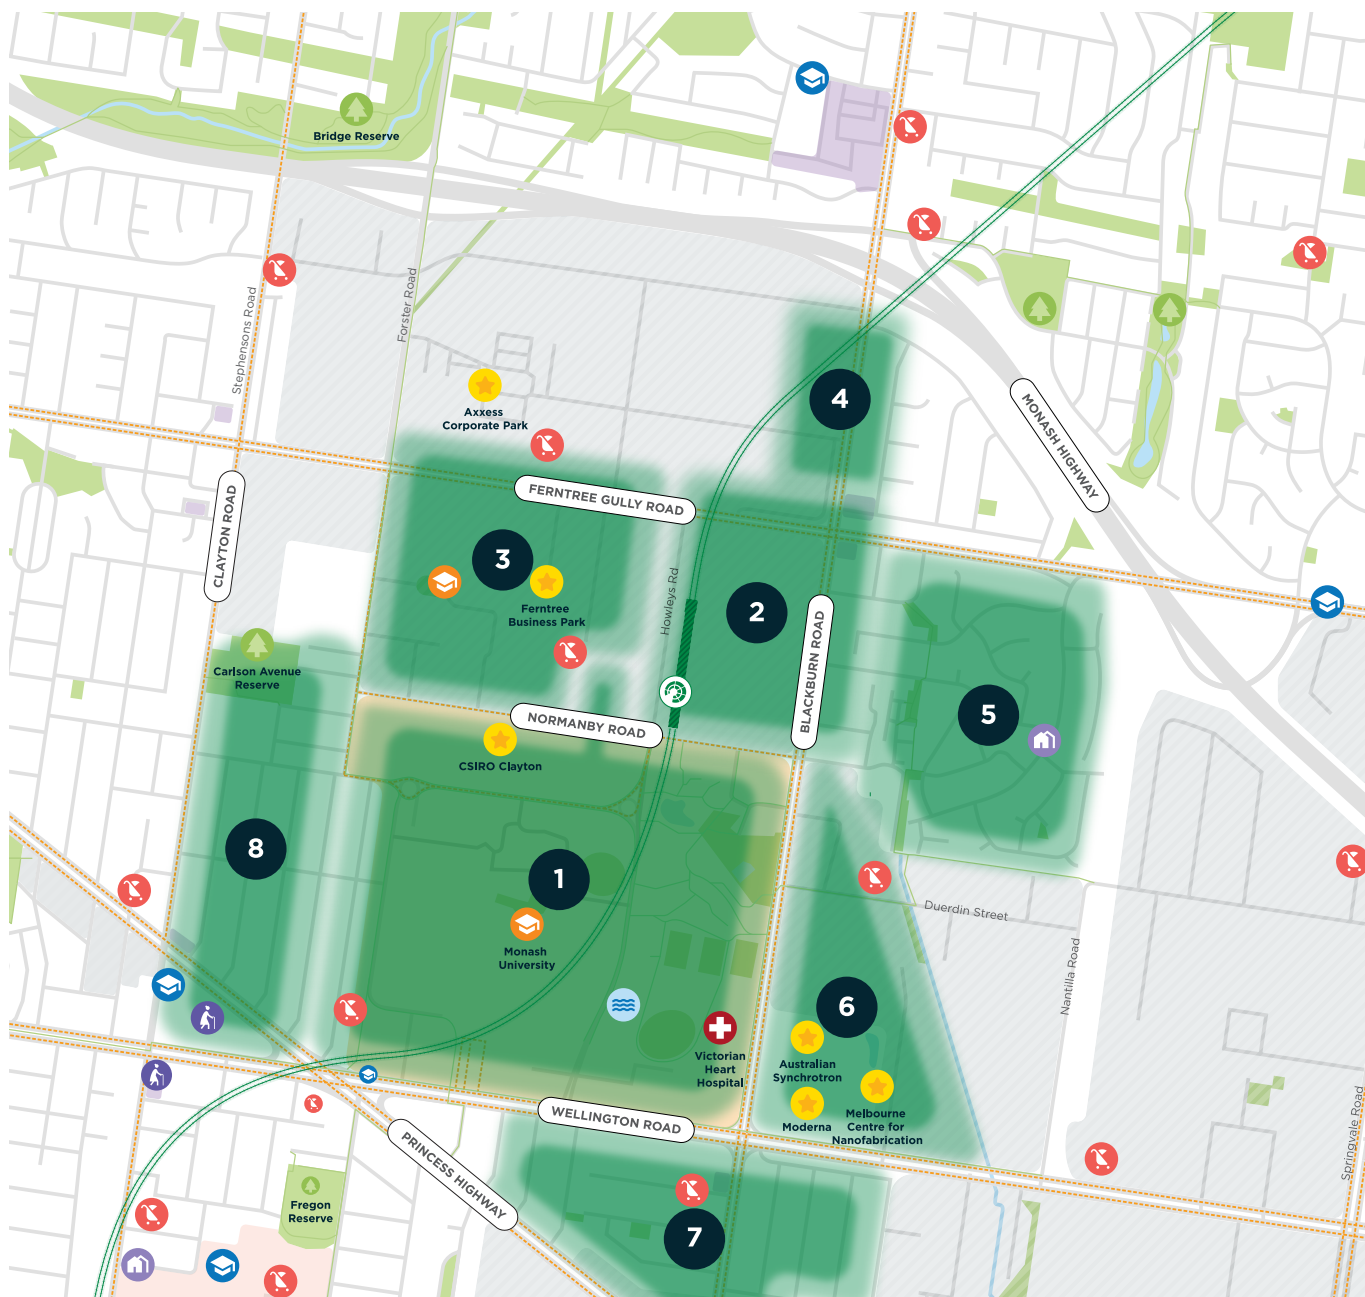 Bridge Reserve
Stephensons Road
Forster Road
4
Axxess
Corporate Park
MONASH HIGHWAY
FERNTREE GULLY ROAD
CLAYTON ROAD
3
Ferntree
Business Park
Howleys Rd
2
BLACKBURN ROAD
Carlson Avenue
Reserve
5
NORMANBY ROAD
CSIRO Clayton
8
1
Monash
University
Duerdin Street
Nantilla Road
6
Victorian
Heart
Hospital
Australian
Synchrotron
Moderna
Melbourne
Centre for
Nanofabrication
WELLINGTON ROAD
PRINCESS HIGHWAY
Springvale Road
Fregon
Reserve
7